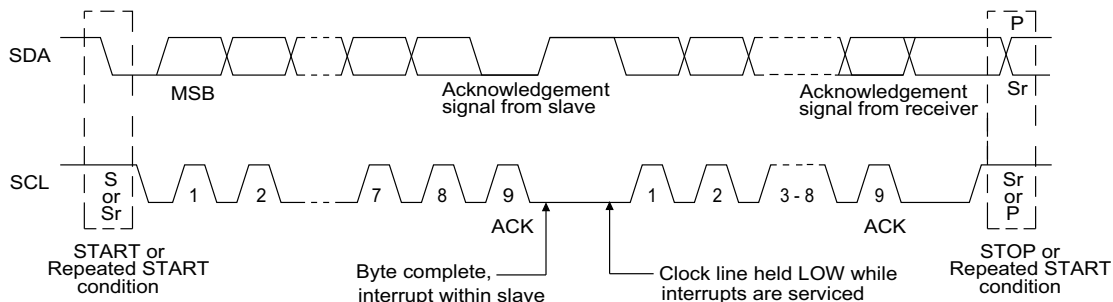 P
SDA
MSB
Acknowledgement
signal from slave
Acknowledgement
signal from receiver
Sr
SCL
S
or
Sr
1
2
7
8
9
1
2
3 - 8
9
Sr
or
P
ACK
ACK
START or
Repeated START
condition
Byte complete,
interrupt within slave
Clock line held LOW while
interrupts are serviced
STOP or
Repeated START
condition